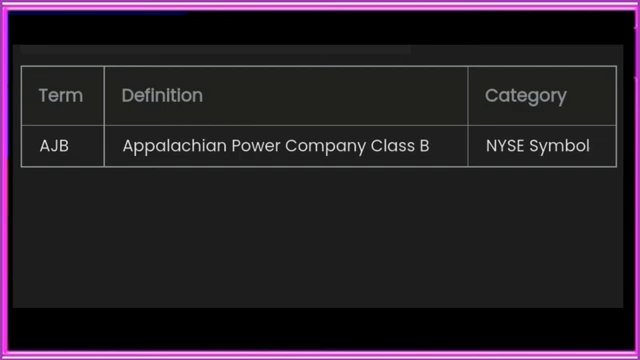 Term Definition Category
AJB Appalachian Power Company Class B NYSE Symbol